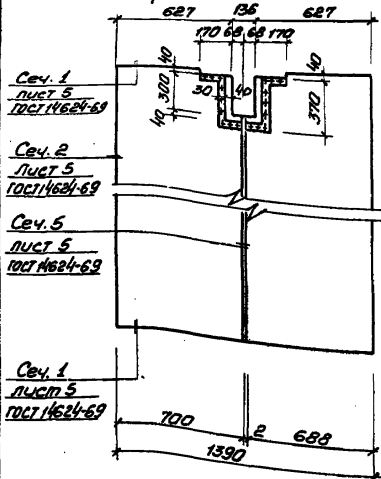 627 136 627
170 68 68 170
40
300
40
30
40
40
370
Сеч. 1
лист 5
ГОСТ 14624-69
Сеч. 2
Лист 5
ГОСТ 14624-69
Сеч. 5
лист 5
ГОСТ 14624-69
Сеч. 1
лист 5
ГОСТ 14624-69
700 2 688
1390